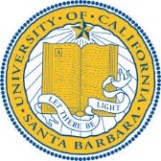 UNIVERSITY OF CALIFORNIA
SANTA BARBARA
LET THERE BE
LIGHT